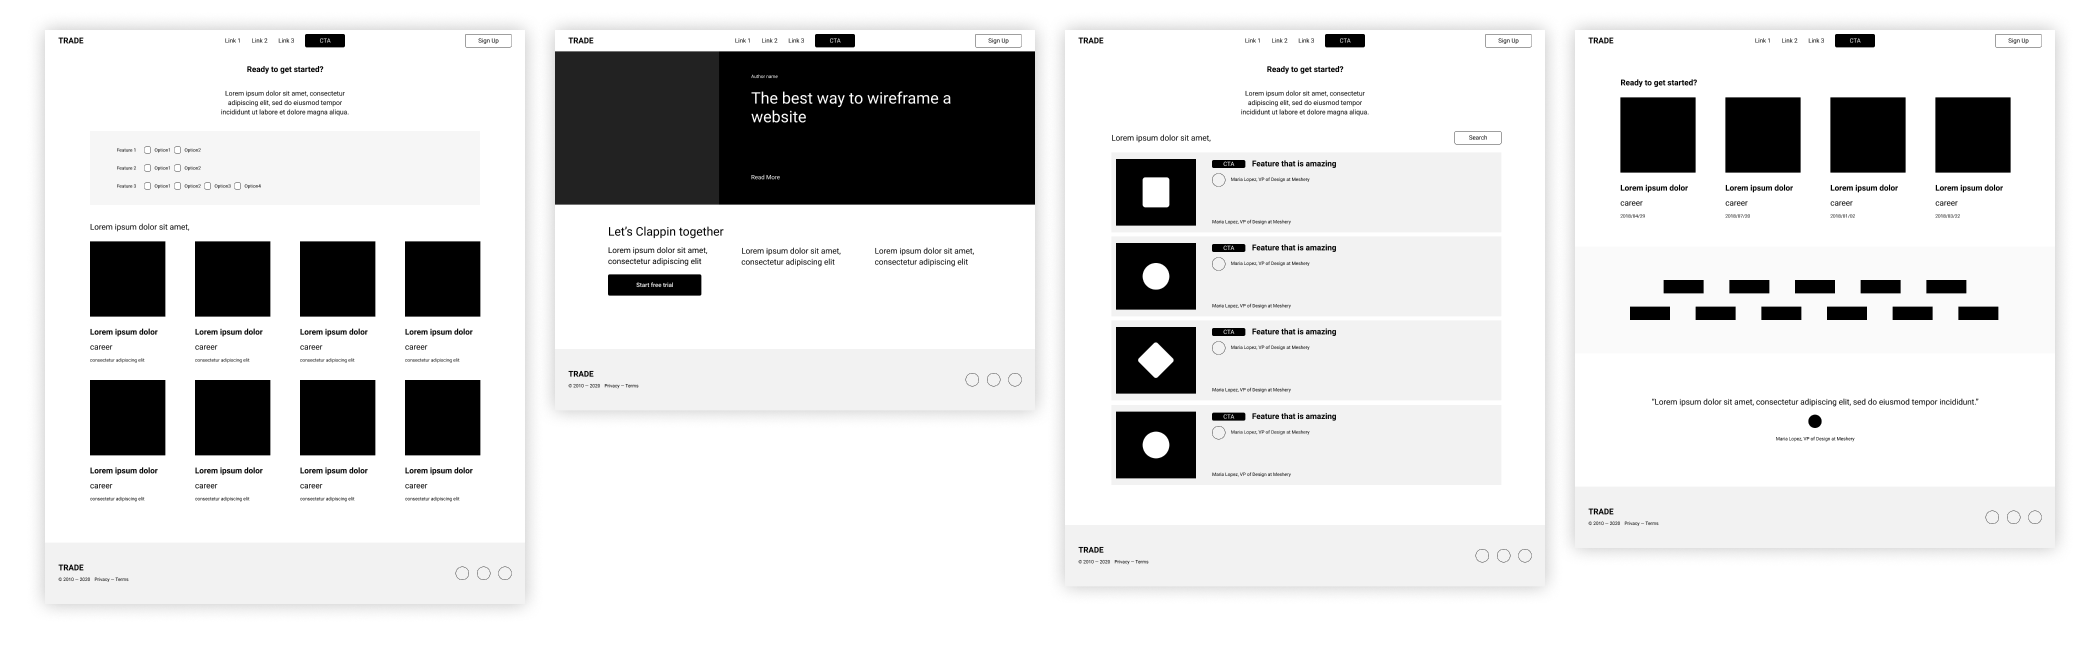 TRADE
Link 1 Link 2 Link 3 CTA
Sign Up
Ready to get started?
Lorem ipsum dolor sit amet, consectetur
adipiscing elit, sed do eiusmod tempor
incididunt ut labore et dolore magna aliqua.
Feature 1 Option1 Option2
Feature 2 Option1 Option2
Feature 3 Option1 Option2 Option3 Option4
Lorem ipsum dolor sit amet,
Lorem ipsum dolor Lorem ipsum dolor Lorem ipsum dolor Lorem ipsum dolor
career career career career
consectetur adipiscing elit consectetur adipiscing elit consectetur adipiscing elit consectetur adipiscing elit
Lorem ipsum dolor Lorem ipsum dolor Lorem ipsum dolor Lorem ipsum dolor
career career career career
consectetur adipiscing elit consectetur adipiscing elit consectetur adipiscing elit consectetur adipiscing elit
TRADE
© 2010 — 2020 Privacy — Terms
TRADE
Link 1 Link 2 Link 3 CTA
Sign Up
Author name
The best way to wireframe a
website
Read More
Let's Clappin together
Lorem ipsum dolor sit amet,
consectetur adipiscing elit
Start free trial
Lorem ipsum dolor sit amet,
consectetur adipiscing elit
Lorem ipsum dolor sit amet,
consectetur adipiscing elit
TRADE
© 2010 — 2020 Privacy — Terms
TRADE
Link 1 Link 2 Link 3 CTA
Sign Up
Ready to get started?
Lorem ipsum dolor sit amet, consectetur
adipiscing elit, sed do eiusmod tempor
incididunt ut labore et dolore magna aliqua.
Lorem ipsum dolor sit amet,
Search
CTA Feature that is amazing
Maria Lopez, VP of Design at Meshery
Maria Lopez, VP of Design at Meshery
CTA Feature that is amazing
Maria Lopez, VP of Design at Meshery
Maria Lopez, VP of Design at Meshery
CTA Feature that is amazing
Maria Lopez, VP of Design at Meshery
Maria Lopez, VP of Design at Meshery
CTA Feature that is amazing
Maria Lopez, VP of Design at Meshery
Maria Lopez, VP of Design at Meshery
TRADE
© 2010 — 2020 Privacy — Terms
TRADE
Link 1 Link 2 Link 3 CTA
Sign Up
Ready to get started?
Lorem ipsum dolor Lorem ipsum dolor Lorem ipsum dolor Lorem ipsum dolor
career career career career
2018/04/29 2018/07/30 2018/01/02 2018/03/22
"Lorem ipsum dolor sit amet, consectetur adipiscing elit, sed do eiusmod tempor incididunt."
Maria Lopez, VP of Design at Meshery
TRADE
© 2010 — 2020 Privacy — Terms